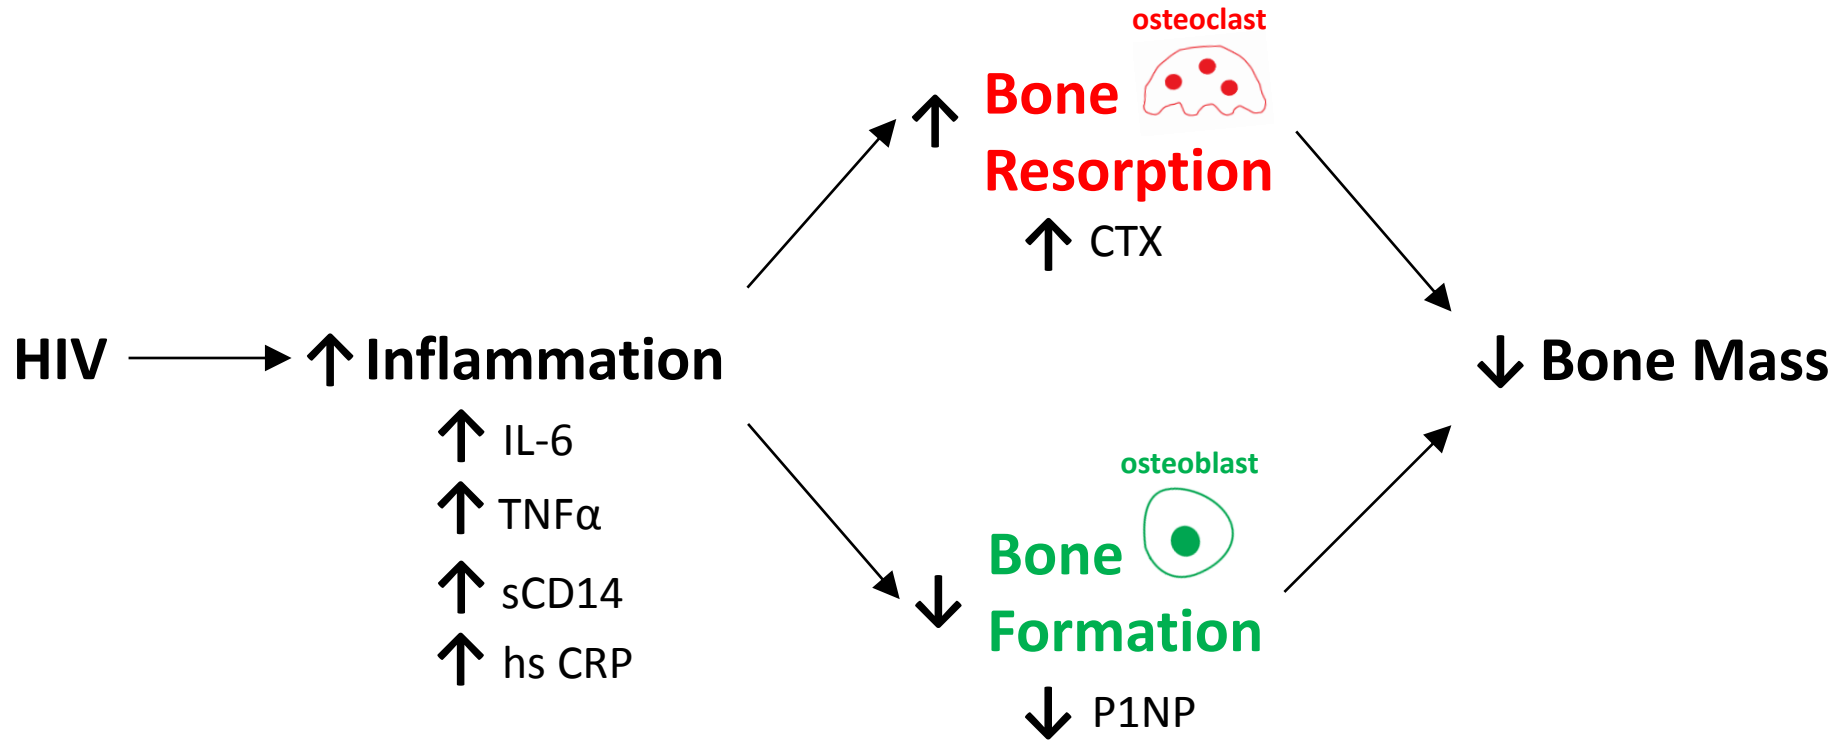 HIV
↑ Inflammation
↑ IL-6
↑ TNFα
↑ sCD14
↑ hs CRP
osteoclast
↑ Bone
Resorption
↑ CTX
osteoblast
↓ Bone
Formation
↓ P1NP
↓ Bone Mass